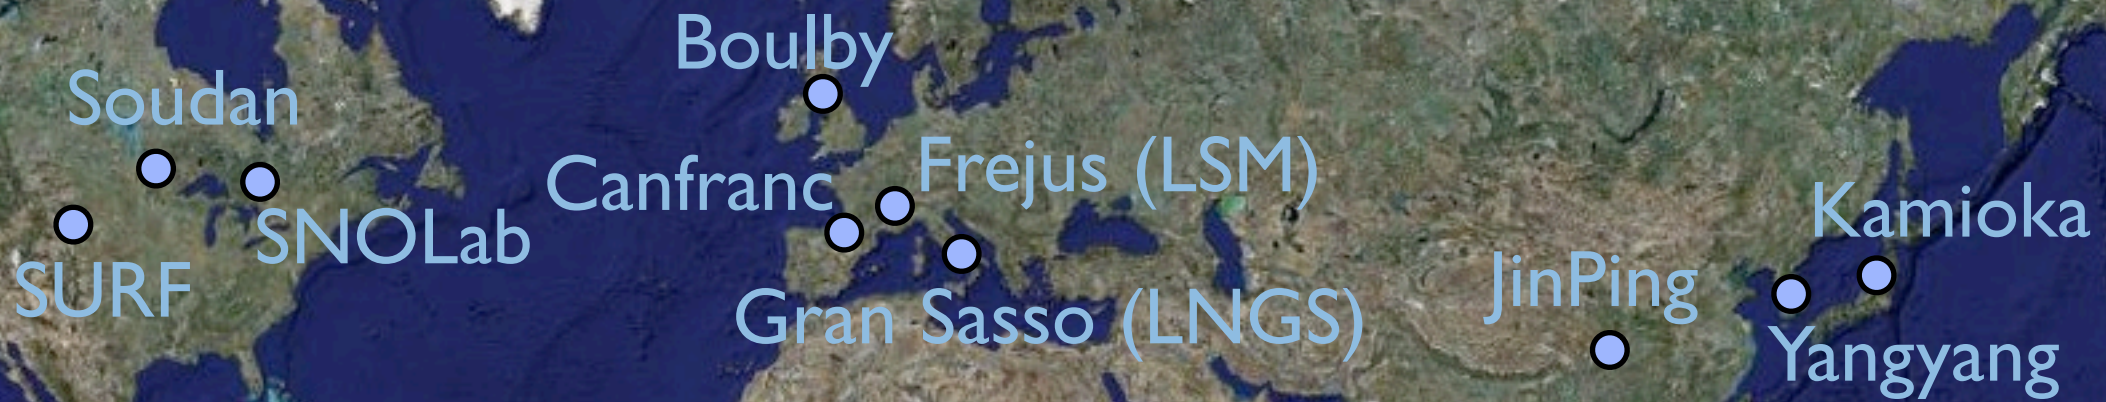 Boulby
Soudan
Frejus (LSM)
Canfranc
Kamioka
SNOLab
SURF
JinPing
Gran Sasso (LNGS)
Yangyang